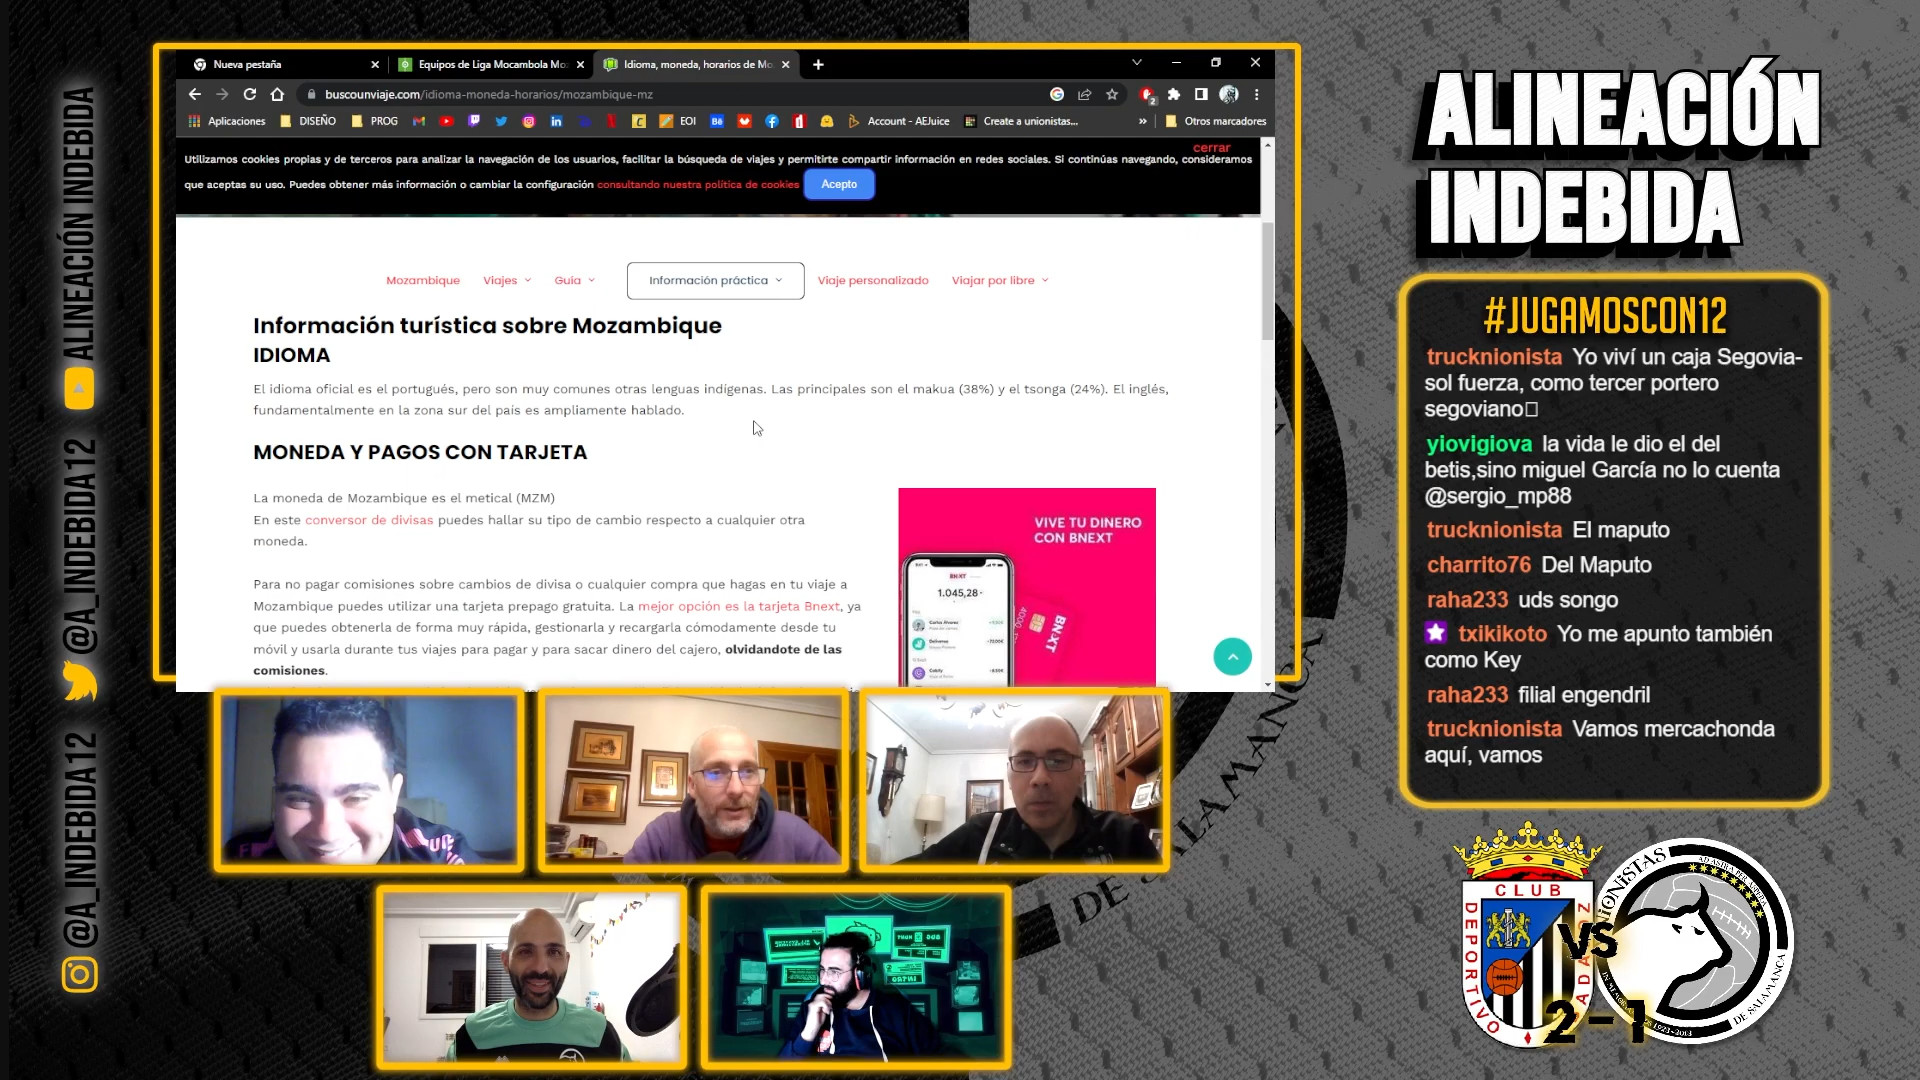 ALINEACIÓN INDEBIDA
@A_INDEBIDA12
@A_INDEBIDA12
Nueva pestaña
Equipos de Liga Mocambola Mo
Idioma, moneda, horarios de Mo
buscounviaje.com/idioma-moneda-horarios/mozambique-mz
2
Aplicaciones
DISEÑO
PROG
EOI
Account - AEJuice
Create a unionistas...
»
Otros marcadores
cerrar
Utilizamos cookies propias y de terceros para analizar la navegación de los usuarios, facilitar la búsqueda de viajes y permitirte compartir información en redes sociales. Si continúas navegando, consideramos
que aceptas su uso. Puedes obtener más información o cambiar la configuración consultando nuestra política de cookies Acepto
Mozambique
Viajes
Guia
Información práctica
Viaje personalizado
Viajar por libre
Información turística sobre Mozambique
IDIOMA
El idioma oficial es el portugués, pero son muy comunes otras lenguas indígenas. Las principales son el makua (38%) y el tsonga (24%). El inglés,
fundamentalmente en la zona sur del país es ampliamente hablado.
MONEDA Y PAGOS CON TARJETA
La moneda de Mozambique es el metical (MZM)
En este conversor de divisas puedes hallar su tipo de cambio respecto a cualquier otra
moneda.
Para no pagar comisiones sobre cambios de divisa o cualquier compra que hagas en tu viaje a
Mozambique puedes utilizar una tarjeta prepago gratuita. La mejor opción es la tarjeta Bnext, ya
que puedes obtenerla de forma muy rápida, gestionarla y recargarla cómodamente desde tu
móvil y usarla durante tus viajes para pagar y para sacar dinero del cajero, olvidandote de las
comisiones.
VIVE TU DINERO
CON BNEXT
BNEXT
1.045,28
ALINEACIÓN
INDEBIDA
#JUGAMOSCON12
trucknionista Yo viví un caja Segovia-
sol fuerza, como tercer portero
segoviano
ylovigiova la vida le dio el del
betis,sino miguel García no lo cuenta
@sergio_mp88
trucknionista El maputo
charrito76 Del Maputo
raha233 uds songo
txikikoto Yo me apunto también
como Key
raha233 filial engendril
trucknionista Vamos mercachonda
aquí, vamos
CLUB
DEPORTIVO
VS
UNIONISTAS
DE SALAMANCA
2-1
DE SALAMANCA